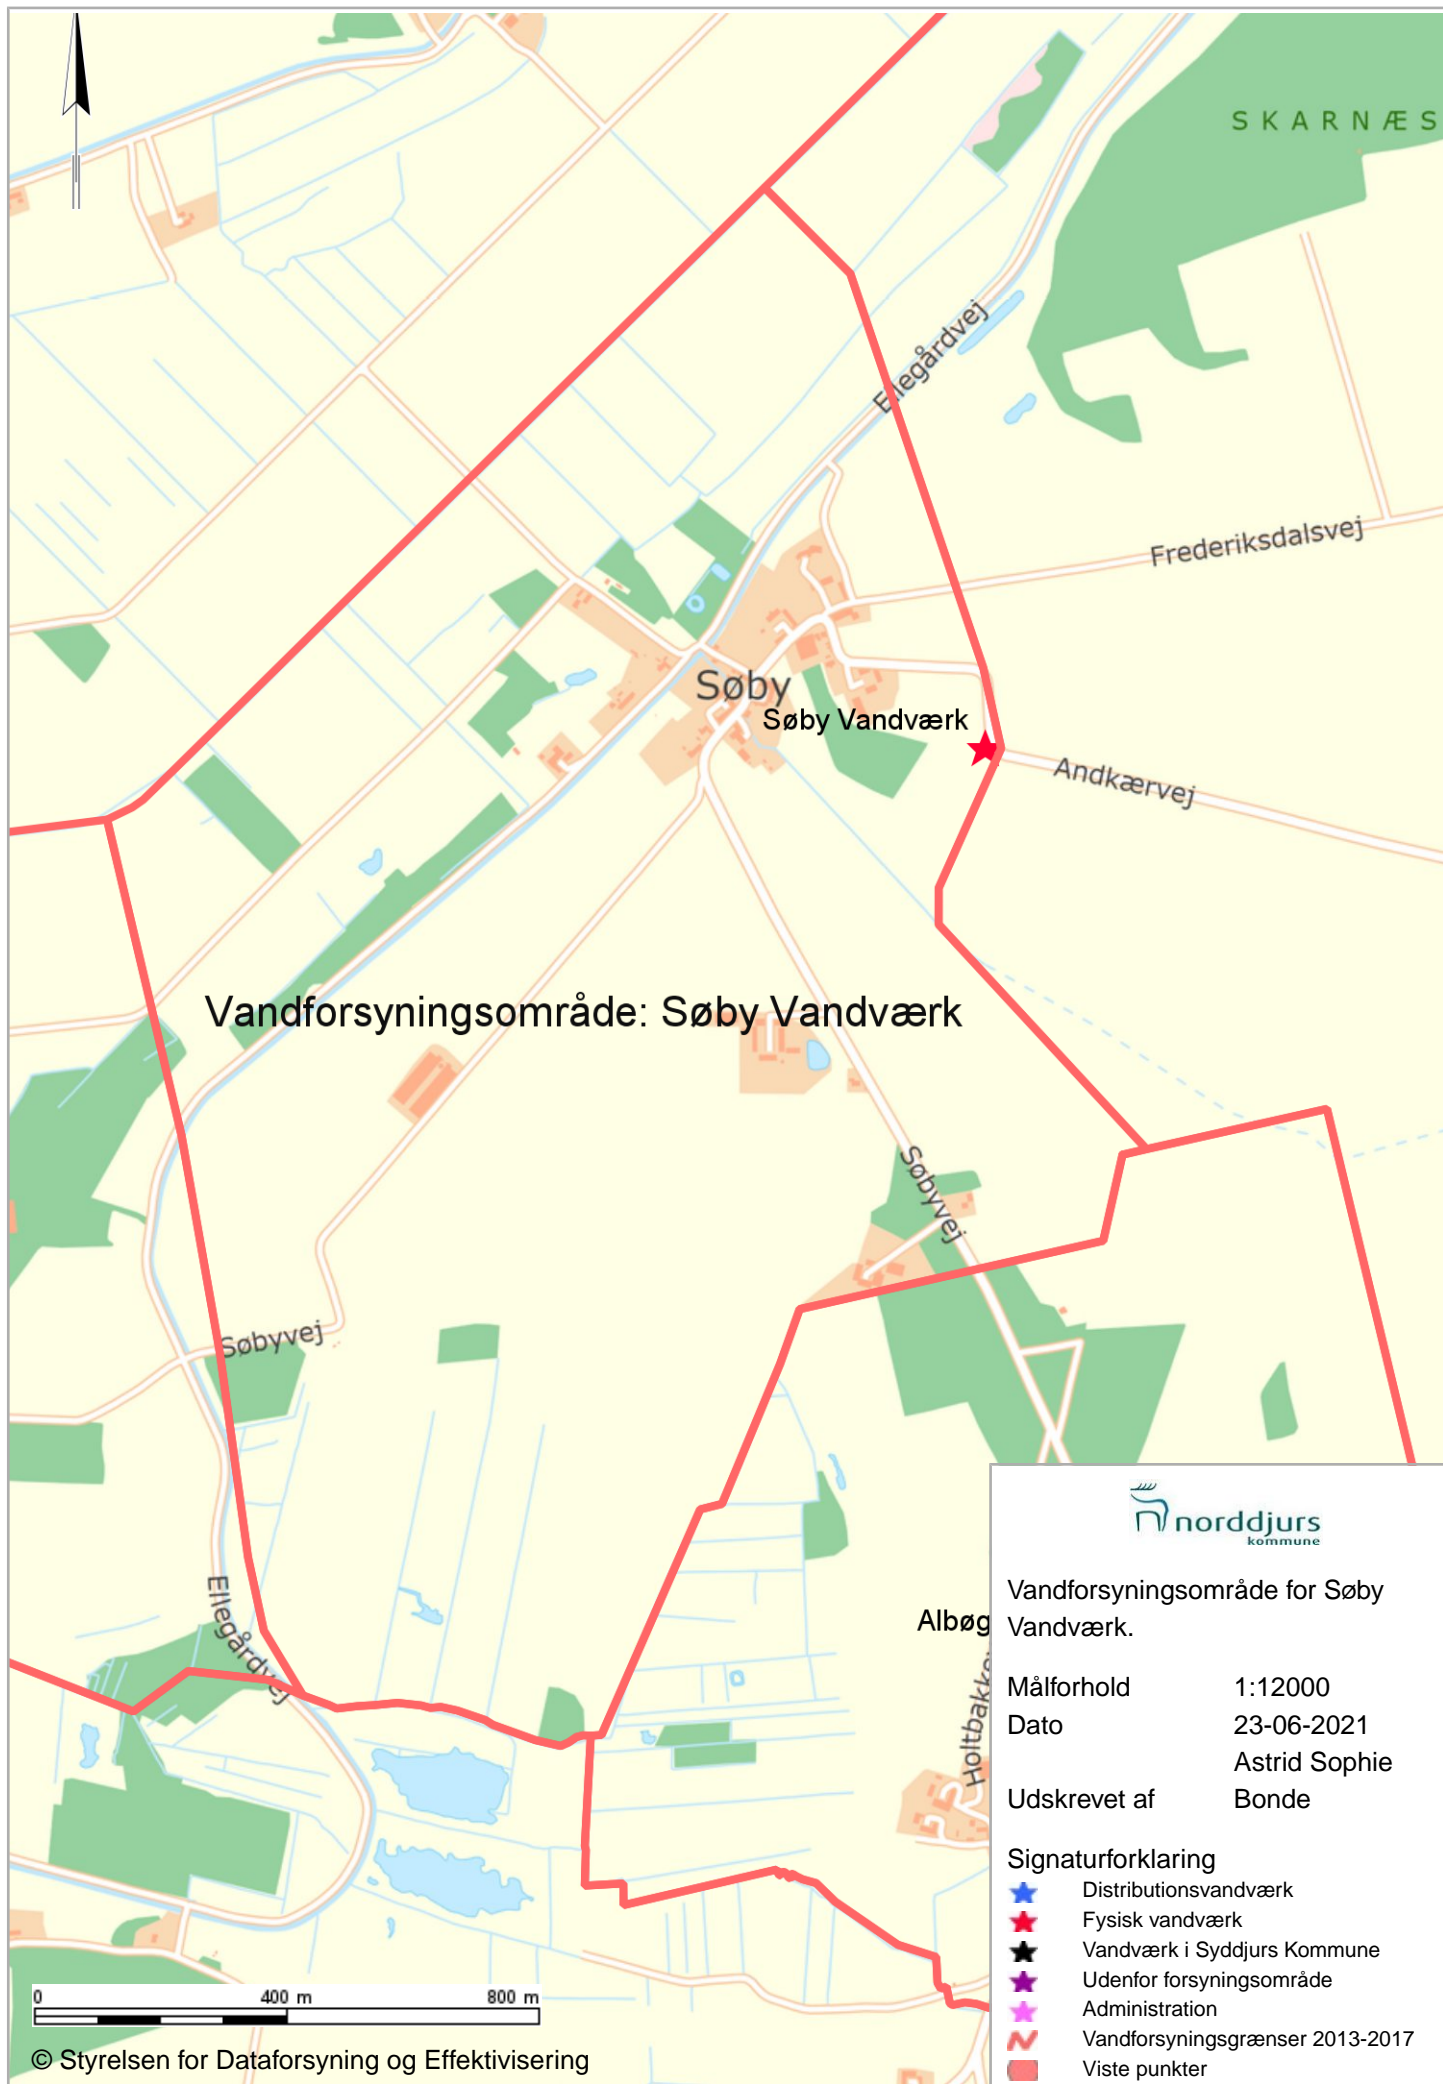 SKARNÆS
Ellegårdvej
Frederiksdalsvej
Søby
Søby Vandværk
Andkærvej
Vandforsyningsområde: Søby Vandværk
Søbyvej
Søbyvej
Ellegårdvej
Albøg
norddjurs
kommune
Vandforsyningsområde for Søby
Vandværk.
Målforhold 1:12000
Dato 23-06-2021
Astrid Sophie
Udskrevet af Bonde
Signaturforklaring
Distributionsvandværk
Fysisk vandværk
Vandværk i Syddjurs Kommune
Udenfor forsyningsområde
Administration
Vandforsyningsgrænser 2013-2017
Viste punkter
0 400 m 800 m
© Styrelsen for Dataforsyning og Effektivisering